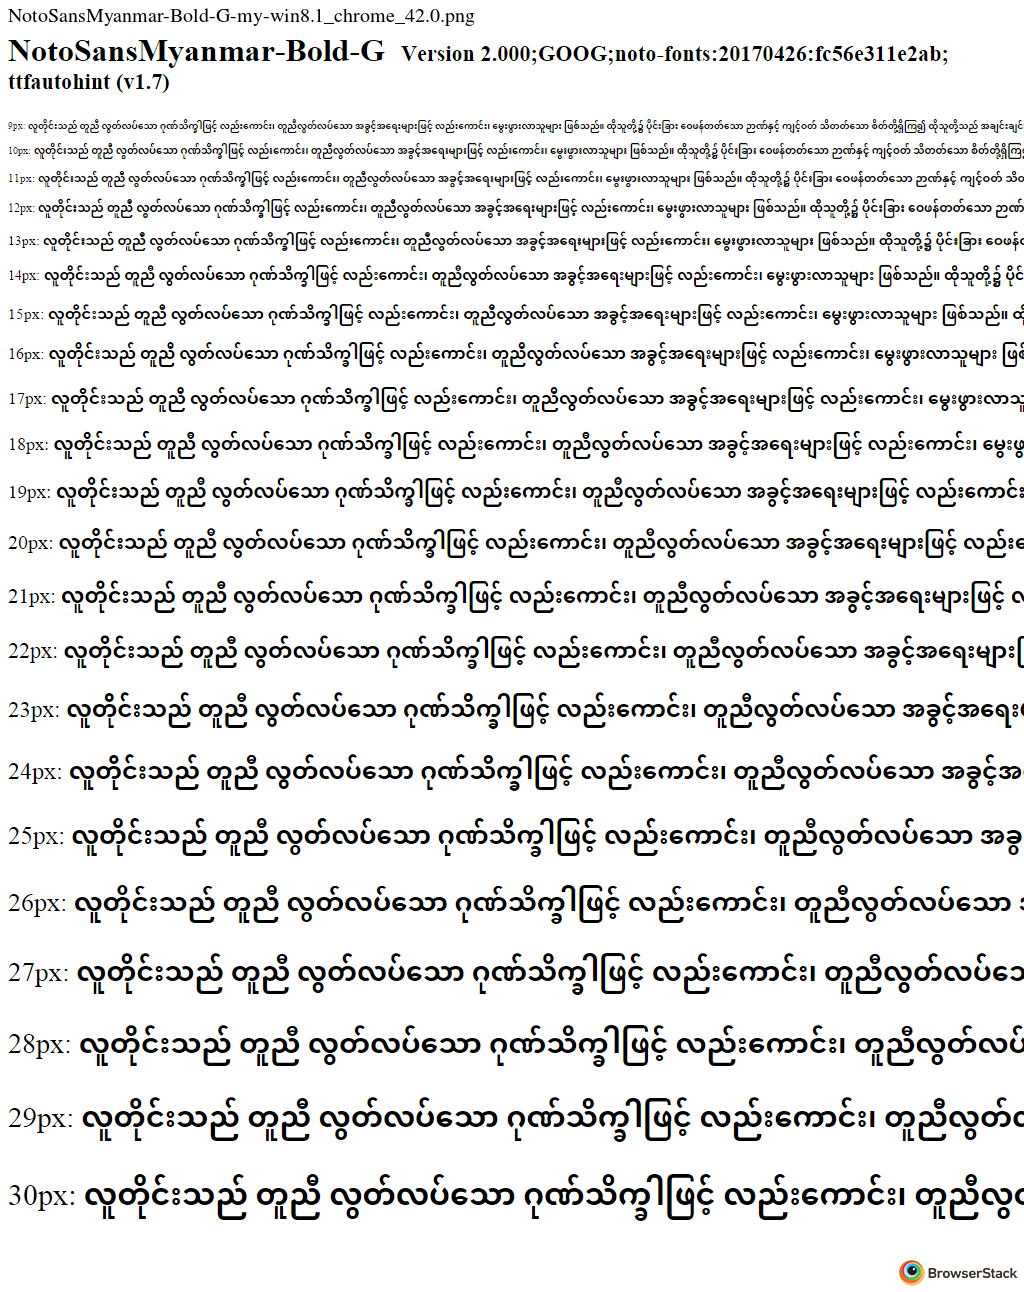 NotoSansMyanmar-Bold-G-my-win8.1_chrome_42.0.png
NotoSansMyanmar-Bold-G Version 2.000;GOOG;noto-fonts:20170426:fc56e311e2ab;
ttfautohint (v1.7)
9px: လူတိုင်းသည် တူညီ လွတ်လပ်သော ဂုဏ်သိက္ခါဖြင့် လည်းကောင်း၊ တူညီလွတ်လပ်သော အခွင့်အရေးများဖြင့် လည်းကောင်း၊ မွေးဖွားလာသူများ ဖြစ်သည်။ ထိုသူတို့၌ ပိုင်းခြား ဝေဖန်တတ်သော ဉာဏ်နှင့် ကျင့်ဝတ် သိတတ်သော စိတ်တို့ရှိကြ၍ ထိုသူတို့သည် အချင်းချင်း
10px: လူတိုင်းသည် တူညီ လွတ်လပ်သော ဂုဏ်သိက္ခါဖြင့် လည်းကောင်း၊ တူညီလွတ်လပ်သော အခွင့်အရေးများဖြင့် လည်းကောင်း၊ မွေးဖွားလာသူများ ဖြစ်သည်။ ထိုသူတို့၌ ပိုင်းခြား ဝေဖန်တတ်သော ဉာဏ်နှင့် ကျင့်ဝတ် သိတတ်သော စိတ်တို့ရှိကြ
11px: လူတိုင်းသည် တူညီ လွတ်လပ်သော ဂုဏ်သိက္ခါဖြင့် လည်းကောင်း၊ တူညီလွတ်လပ်သော အခွင့်အရေးများဖြင့် လည်းကောင်း၊ မွေးဖွားလာသူများ ဖြစ်သည်။ ထိုသူတို့၌ ပိုင်းခြား ဝေဖန်တတ်သော ဉာဏ်နှင့် ကျင့်ဝတ် သိတ
12px: လူတိုင်းသည် တူညီ လွတ်လပ်သော ဂုဏ်သိက္ခါဖြင့် လည်းကောင်း၊ တူညီလွတ်လပ်သော အခွင့်အရေးများဖြင့် လည်းကောင်း၊ မွေးဖွားလာသူများ ဖြစ်သည်။ ထိုသူတို့၌ ပိုင်းခြား ဝေဖန်တတ်သော ဉာဏ်
13px: လူတိုင်းသည် တူညီ လွတ်လပ်သော ဂုဏ်သိက္ခါဖြင့် လည်းကောင်း၊ တူညီလွတ်လပ်သော အခွင့်အရေးများဖြင့် လည်းကောင်း၊ မွေးဖွားလာသူများ ဖြစ်သည်။ ထိုသူတို့၌ ပိုင်းခြား ဝေဖန်
14px: လူတိုင်းသည် တူညီ လွတ်လပ်သော ဂုဏ်သိက္ခါဖြင့် လည်းကောင်း၊ တူညီလွတ်လပ်သော အခွင့်အရေးများဖြင့် လည်းကောင်း၊ မွေးဖွားလာသူများ ဖြစ်သည်။ ထိုသူတို့၌ ပိုင်
15px: လူတိုင်းသည် တူညီ လွတ်လပ်သော ဂုဏ်သိက္ခါဖြင့် လည်းကောင်း၊ တူညီလွတ်လပ်သော အခွင့်အရေးများဖြင့် လည်းကောင်း၊ မွေးဖွားလာသူများ ဖြစ်သည်။ ထို
16px: လူတိုင်းသည် တူညီ လွတ်လပ်သော ဂုဏ်သိက္ခါဖြင့် လည်းကောင်း၊ တူညီလွတ်လပ်သော အခွင့်အရေးများဖြင့် လည်းကောင်း၊ မွေးဖွားလာသူများ ဖြစ်
17px: လူတိုင်းသည် တူညီ လွတ်လပ်သော ဂုဏ်သိက္ခါဖြင့် လည်းကောင်း၊ တူညီလွတ်လပ်သော အခွင့်အရေးများဖြင့် လည်းကောင်း၊ မွေးဖွားလာသူ
18px: လူတိုင်းသည် တူညီ လွတ်လပ်သော ဂုဏ်သိက္ခါဖြင့် လည်းကောင်း၊ တူညီလွတ်လပ်သော အခွင့်အရေးများဖြင့် လည်းကောင်း၊ မွေးဖွ
19px: လူတိုင်းသည် တူညီ လွတ်လပ်သော ဂုဏ်သိက္ခါဖြင့် လည်းကောင်း၊ တူညီလွတ်လပ်သော အခွင့်အရေးများဖြင့် လည်းကောင်း
20px: လူတိုင်းသည် တူညီ လွတ်လပ်သော ဂုဏ်သိက္ခါဖြင့် လည်းကောင်း၊ တူညီလွတ်လပ်သော အခွင့်အရေးများဖြင့် လည်း
21px: လူတိုင်းသည် တူညီ လွတ်လပ်သော ဂုဏ်သိက္ခါဖြင့် လည်းကောင်း၊ တူညီလွတ်လပ်သော အခွင့်အရေးများဖြင့် လ
22px: လူတိုင်းသည် တူညီ လွတ်လပ်သော ဂုဏ်သိက္ခါဖြင့် လည်းကောင်း၊ တူညီလွတ်လပ်သော အခွင့်အရေးများ
23px: လူတိုင်းသည် တူညီ လွတ်လပ်သော ဂုဏ်သိက္ခါဖြင့် လည်းကောင်း၊ တူညီလွတ်လပ်သော အခွင့်အရေး
24px: လူတိုင်းသည် တူညီ လွတ်လပ်သော ဂုဏ်သိက္ခါဖြင့် လည်းကောင်း၊ တူညီလွတ်လပ်သော အခွင့်အ
25px: လူတိုင်းသည် တူညီ လွတ်လပ်သော ဂုဏ်သိက္ခါဖြင့် လည်းကောင်း၊ တူညီလွတ်လပ်သော အခွ
26px: လူတိုင်းသည် တူညီ လွတ်လပ်သော ဂုဏ်သိက္ခါဖြင့် လည်းကောင်း၊ တူညီလွတ်လပ်သော
27px: လူတိုင်းသည် တူညီ လွတ်လပ်သော ဂုဏ်သိက္ခါဖြင့် လည်းကောင်း၊ တူညီလွတ်လပ်သေ
28px: လူတိုင်းသည် တူညီ လွတ်လပ်သော ဂုဏ်သိက္ခါဖြင့် လည်းကောင်း၊ တူညီလွတ်လပ်
29px: လူတိုင်းသည် တူညီ လွတ်လပ်သော ဂုဏ်သိက္ခါဖြင့် လည်းကောင်း၊ တူညီလွတ်လ
30px: လူတိုင်းသည် တူညီ လွတ်လပ်သော ဂုဏ်သိက္ခါဖြင့် လည်းကောင်း၊ တူညီလွတ
BrowserStack